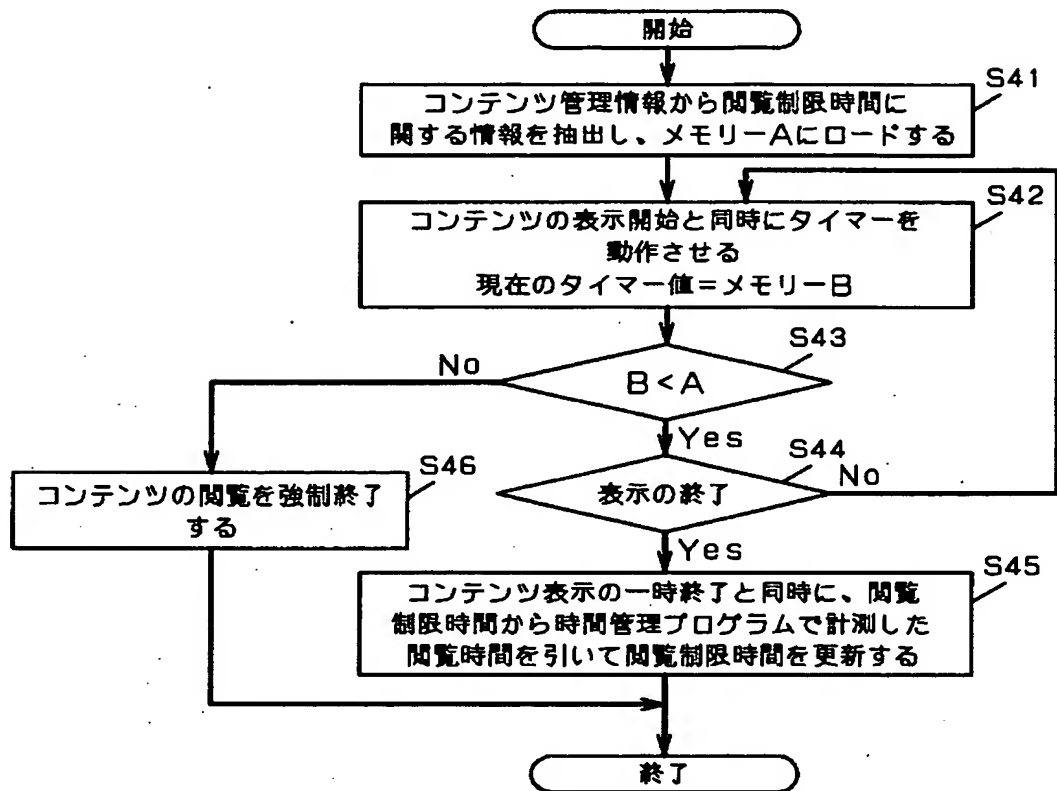 開始
S41
コンテンツ管理情報から閲覧制限時間に
関する情報を抽出し、メモリーAにロードする
S42
コンテンツの表示開始と同時にタイマーを
動作させる
現在のタイマー値=メモリーB
S43
No
B<A
Yes
S44
S46
No
コンテンツの閲覧を強制終了
する
表示の終了
Yes
S45
コンテンツ表示の一時終了と同時に、閲覧
制限時間から時間管理プログラムで計測した
閲覧時間を引いて閲覧制限時間を更新する
終了